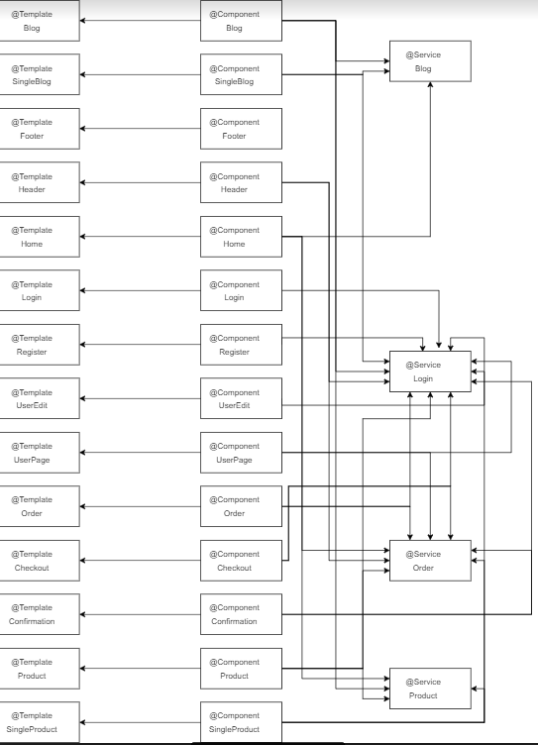 @Template
Blog
@Component
Blog
@Service
Blog
@Template
SingleBlog
@Component
SingleBlog
@Template
Footer
@Component
Footer
@Template
Header
@Component
Header
@Template
Home
@Component
Home
@Template
Login
@Component
Login
@Template
Register
@Component
Register
@Service
Login
@Template
UserEdit
@Component
UserEdit
@Template
UserPage
@Component
UserPage
@Template
Order
@Component
Order
@Template
Checkout
@Component
Checkout
@Service
Order
@Template
Confirmation
@Component
Confirmation
@Template
Product
@Component
Product
@Service
Product
@Template
SingleProduct
@Component
SingleProduct